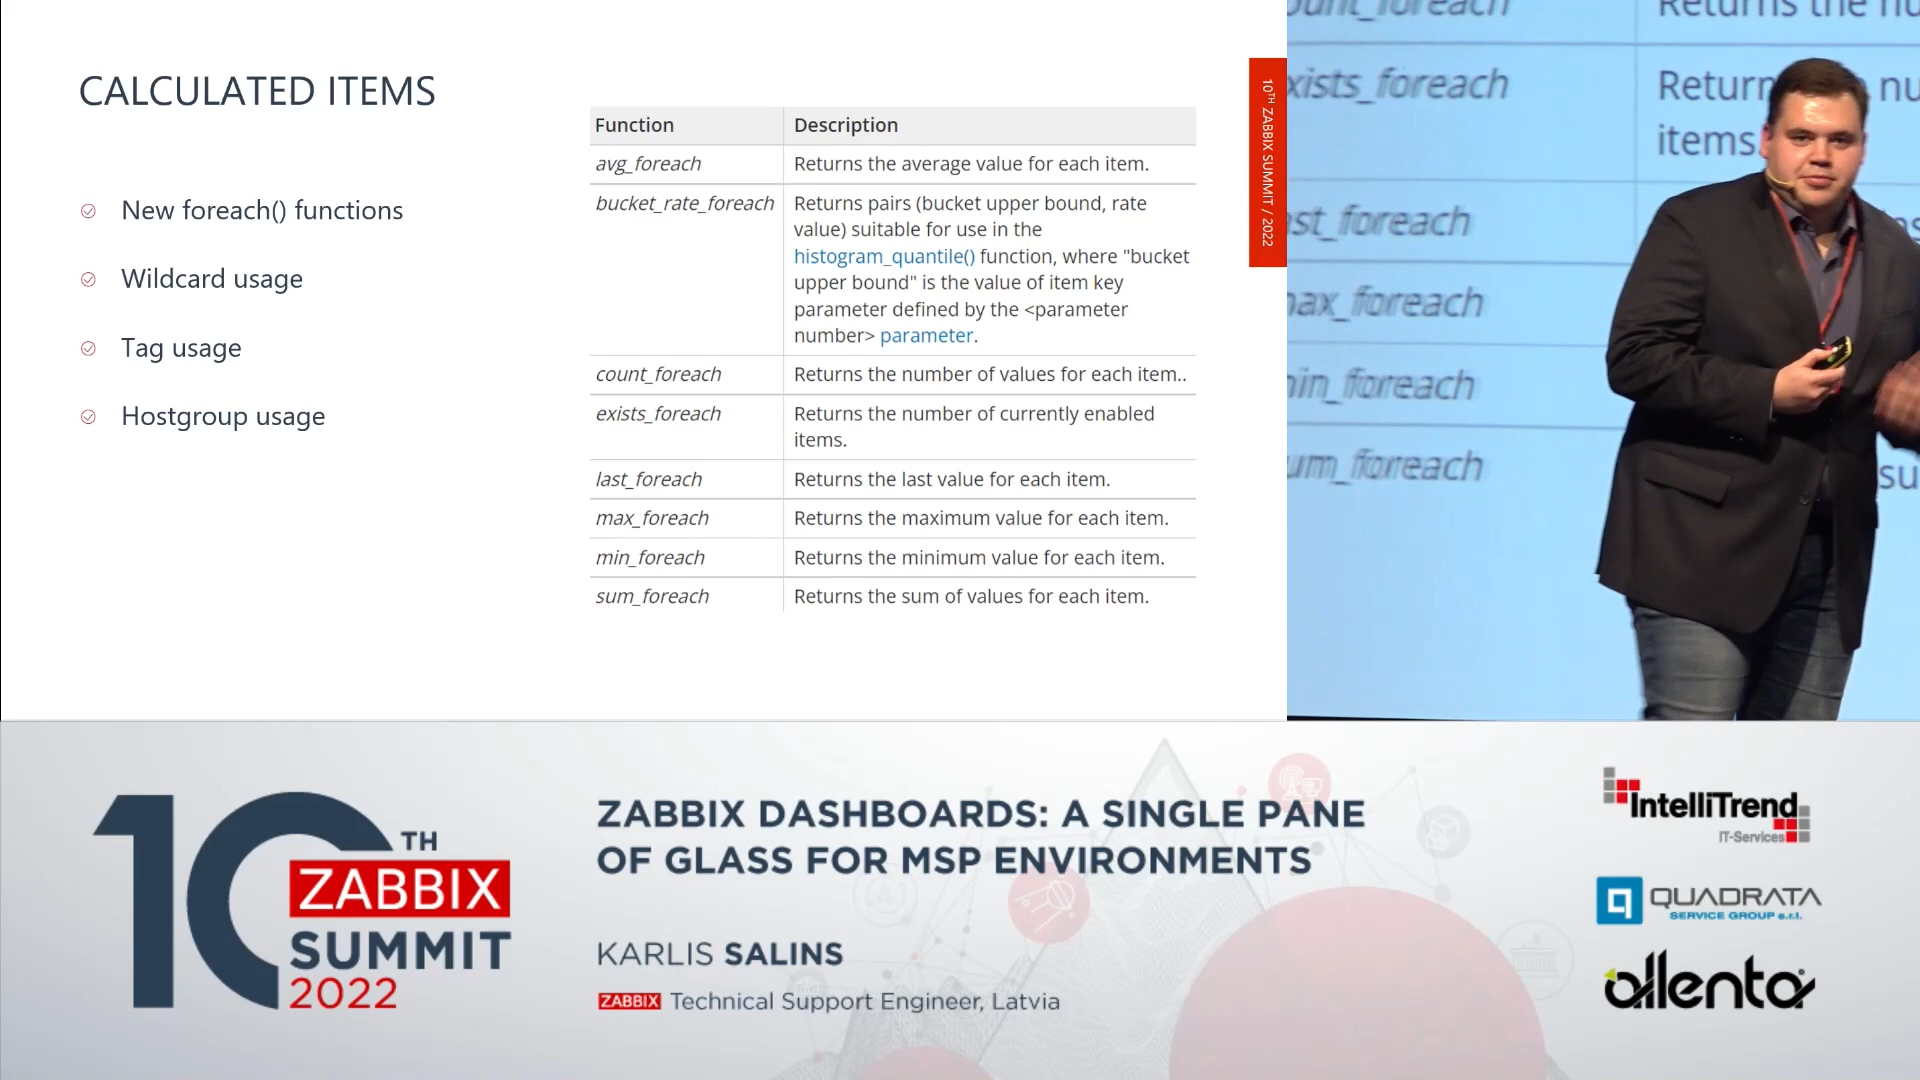 CALCULATED ITEMS
New foreach() functions
Wildcard usage
Tag usage
Hostgroup usage
Function Description
avg_foreach Returns the average value for each item.
bucket_rate_foreach Returns pairs (bucket upper bound, rate
value) suitable for use in the
histogram_quantile() function, where "bucket
upper bound" is the value of item key
parameter defined by the <parameter
number> parameter.
count_foreach Returns the number of values for each item..
exists_foreach Returns the number of currently enabled
items.
last_foreach Returns the last value for each item.
max_foreach Returns the maximum value for each item.
min_foreach Returns the minimum value for each item.
sum_foreach Returns the sum of values for each item.
10TH ZABBIX SUMMIT / 2022
items
10TH
ZABBIX
SUMMIT
2022
ZABBIX DASHBOARDS: A SINGLE PANE
OF GLASS FOR MSP ENVIRONMENTS
KARLIS SALINS
ZABBIX Technical Support Engineer, Latvia
IntelliTrend
IT-Services
QUADRATA
SERVICE GROUP s.r.l.
allenta